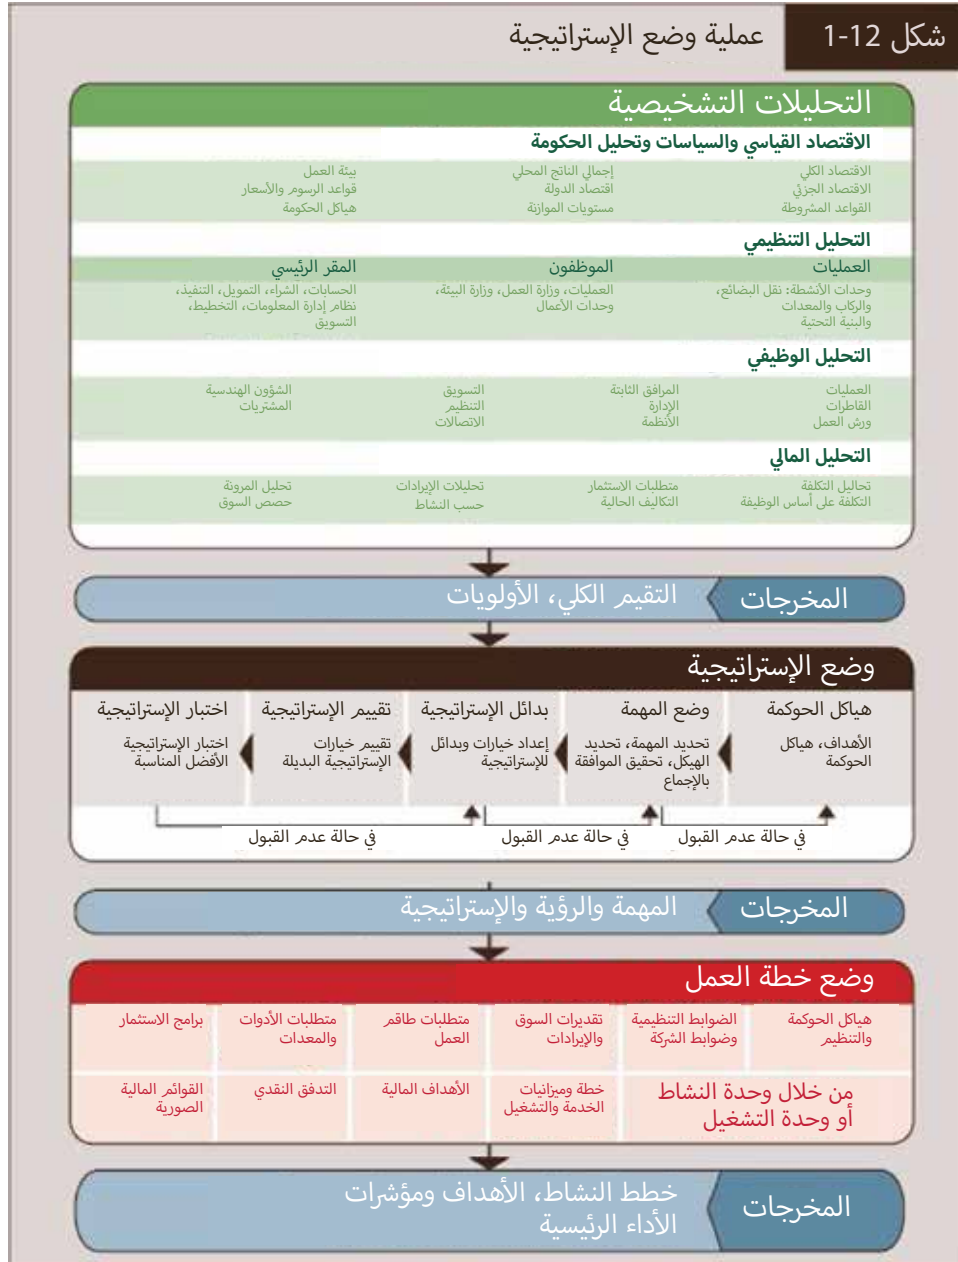 شكل 12-1
عملية وضع الإستراتيجية
التحليلات التشخيصية
الاقتصاد القياسي والسياسات وتحليل الحكومة
الاقتصاد الكلي
الاقتصاد الجزئي
القواعد المشروطة
إجمالي الناتج المحلي
اقتصاد الدولة
مستويات الموازنة
بيئة العمل
قواعد الرسوم والأسعار
هياكل الحكومة
التحليل التنظيمي
العمليات
وحدات الأنشطة: نقل البضائع،
والركاب والمعدات
والبنية التحتية
الموظفون
العمليات، وزارة العمل، وزارة البيئة،
وحدات الأعمال
المقر الرئيسي
الحسابات، الشراء، التمويل، التنفيذ،
نظام إدارة المعلومات، التخطيط،
التسويق
التحليل الوظيفي
العمليات
القاطرات
ورش العمل
المرافق الثابتة
الإدارة
الأنظمة
التسويق
التنظيم
الاتصالات
الشؤون الهندسية
المشتريات
التحليل المالي
تحاليل التكلفة
التكلفة على أساس الوظيفة
متطلبات الاستثمار
التكاليف الحالية
تحليلات الإيرادات
حسب النشاط
تحليل المرونة
حصص السوق
المخرجات
التقيم الكلي، الأولويات
وضع الإستراتيجية
هياكل الحوكمة
الأهداف، هياكل
الحوكمة
وضع المهمة
تحديد المهمة، تحديد
الهيكل، تحقيق الموافقة
بالإجماع
بدائل الإستراتيجية
إعداد خيارات وبدائل
للإستراتيجية
تقييم الإستراتيجية
تقييم خيارات
الإستراتيجية البديلة
اختبار الإستراتيجية
اختبار الإستراتيجية
الأفضل المناسبة
في حالة عدم القبول
في حالة عدم القبول
في حالة عدم القبول
المخرجات
المهمة والرؤية والإستراتيجية
وضع خطة العمل
هياكل الحوكمة
والتنظيم
الضوابط التنظيمية
وضوابط الشركة
تقديرات السوق
والإيرادات
متطلبات طاقم
العمل
متطلبات الأدوات
والمعدات
برامج الاستثمار
من خلال وحدة النشاط
أو وحدة التشغيل
خطة وميزانيات
الخدمة والتشغيل
الأهداف المالية
التدفق النقدي
القوائم المالية
الصورية
المخرجات
خطط النشاط، الأهداف ومؤشرات
الأداء الرئيسية